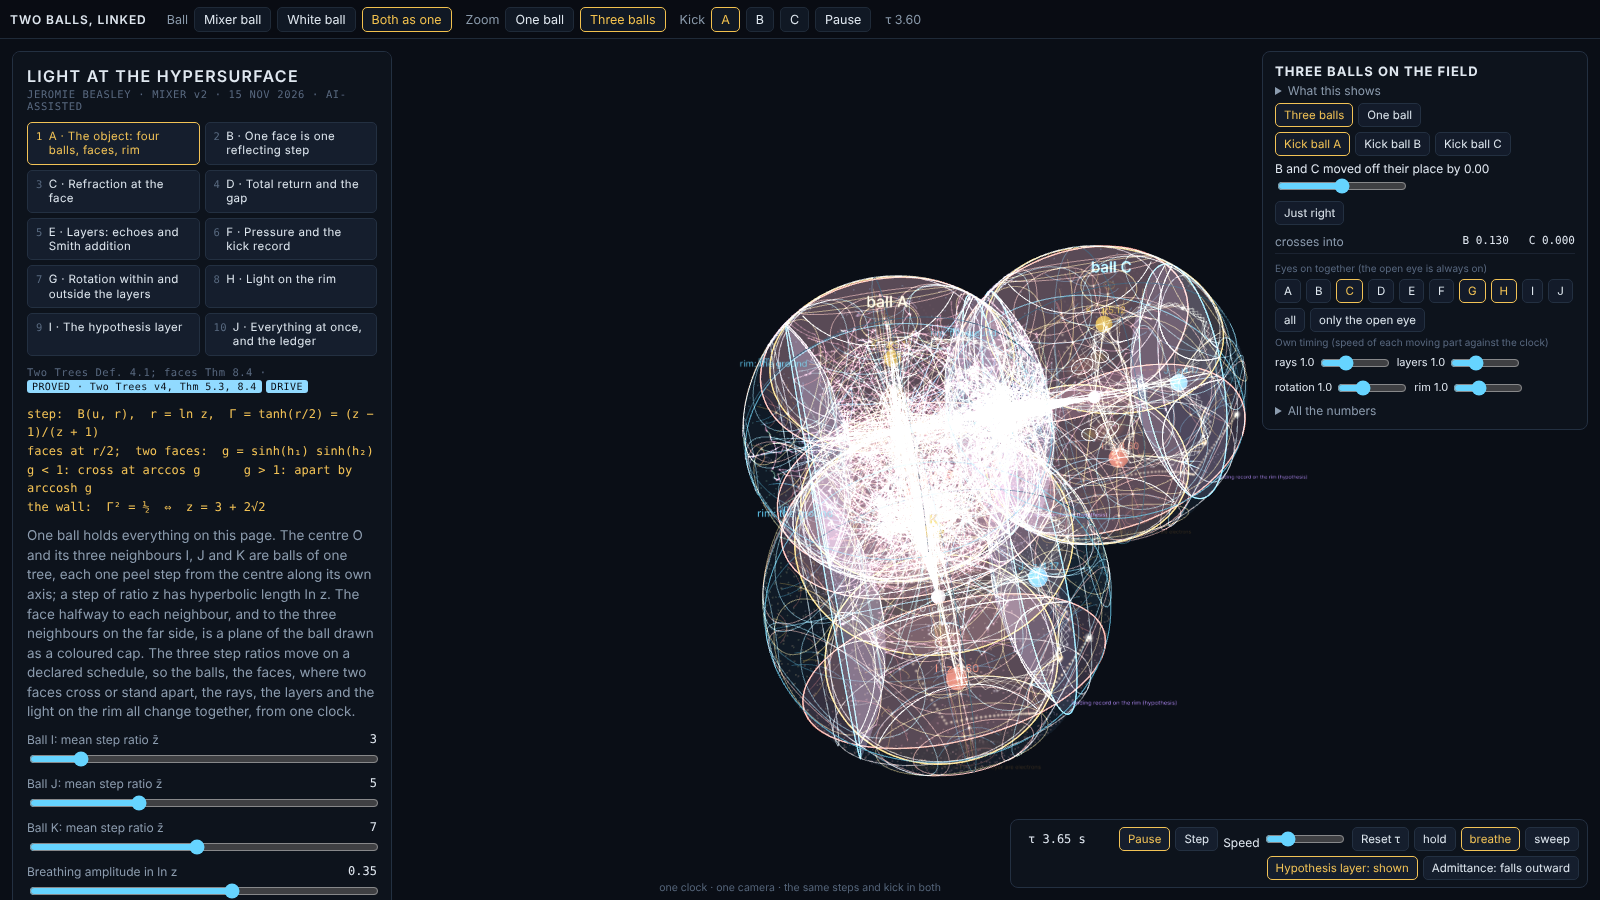 TWO BALLS, LINKED Ball Mixer ball White ball Both as one Zoom One ball Three balls Kick A B C Pause τ 3.60
LIGHT AT THE HYPERSURFACE
JEROMIE BEASLEY · MIXER v2 · 15 NOV 2026 · AI-
ASSISTED
1 A · The object: four
balls, faces, rim
2 B · One face is one
reflecting step
3 C · Refraction at the
face
4 D · Total return and the
gap
5 E · Layers: echoes and
Smith addition
6 F · Pressure and the
kick record
7 G · Rotation within and
outside the layers
8 H · Light on the rim
9 I · The hypothesis layer
10 J · Everything at once,
and the ledger
Two Trees Def. 4.1; faces Thm 8.4 ·
PROVED · Two Trees v4, Thm 5.3, 8.4 DRIVE
step: B(u, r), r = ln z, Γ = tanh(r/2) = (z −
1)/(z + 1)
faces at r/2; two faces: g = sinh(h₁) sinh(h₂)
g < 1: cross at arccos g g > 1: apart by
arccosh g
the wall: Γ² = ½ ⇔ z = 3 + 2√2
One ball holds everything on this page. The centre O
and its three neighbours I, J and K are balls of one
tree, each one peel step from the centre along its own
axis; a step of ratio z has hyperbolic length ln z. The
face halfway to each neighbour, and to the three
neighbours on the far side, is a plane of the ball drawn
as a coloured cap. The three step ratios move on a
declared schedule, so the balls, the faces, where two
faces cross or stand apart, the rays, the layers and the
light on the rim all change together, from one clock.
Ball I: mean step ratio z̄ 3
Ball J: mean step ratio z̄ 5
Ball K: mean step ratio z̄ 7
Breathing amplitude in ln z 0.35
ball A
ball C
K
record on the rim (hypothesis)
record on the rim (hypothesis)
THREE BALLS ON THE FIELD
▶ What this shows
Three balls One ball
Kick ball A Kick ball B Kick ball C
B and C moved off their place by 0.00
Just right
crosses into B 0.130 C 0.000
Eyes on together (the open eye is always on)
A B C D E F G H I J
all only the open eye
Own timing (speed of each moving part against the clock)
rays 1.0 layers 1.0
rotation 1.0 rim 1.0
▶ All the numbers
τ 3.65 s Pause Step Speed Reset τ hold breathe sweep
Hypothesis layer: shown Admittance: falls outward
one clock · one camera · the same steps and kick in both